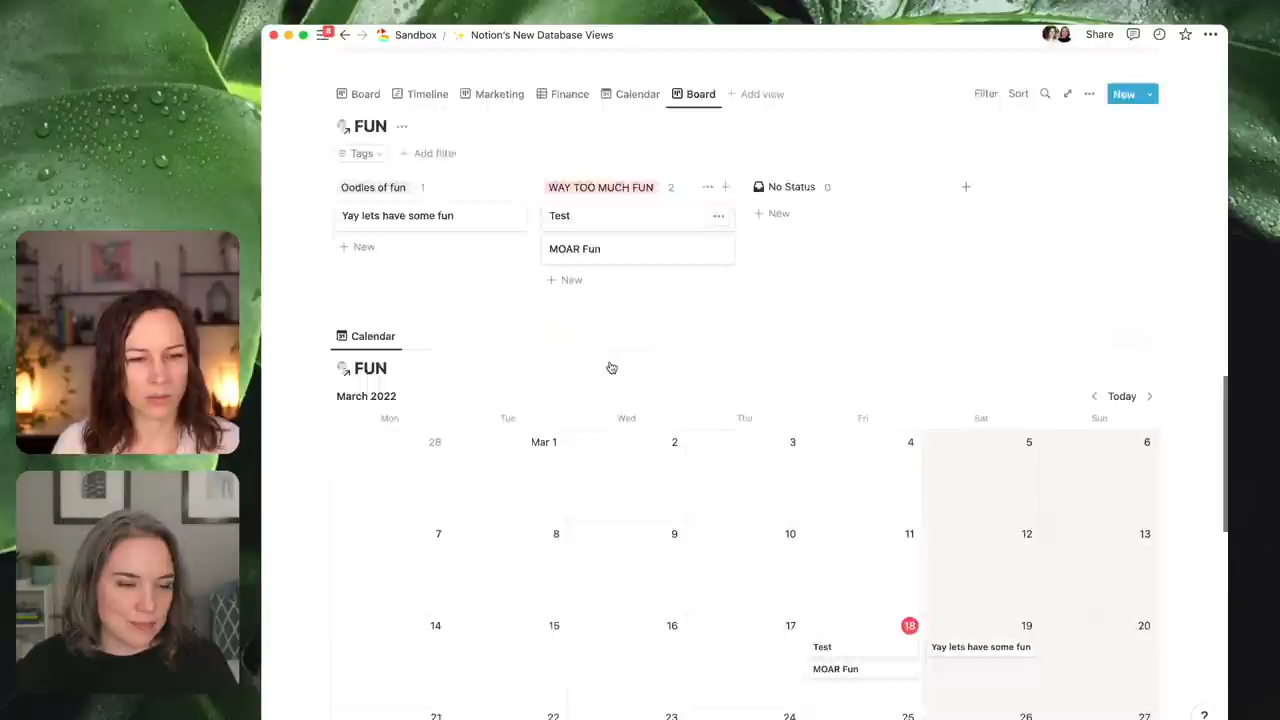 8
Sandbox / ✨ Notion's New Database Views
Share
Board Timeline Marketing Finance Calendar Board + Add view
Filter Sort New
FUN
Tags + Add filter
Oodles of fun 1
WAY TOO MUCH FUN 2
No Status 0
Yay lets have some fun
Test
+ New
+ New
MOAR Fun
+ New
Calendar
FUN
March 2022
Today
Mon Tue Wed Thu Fri Sat Sun
28 Mar 1 2 3 4 5 6
7 8 9 10 11 12 13
14 15 16 17 18 19 20
Test
Yay lets have some fun
MOAR Fun
21 22 23 24 25 26 27
?